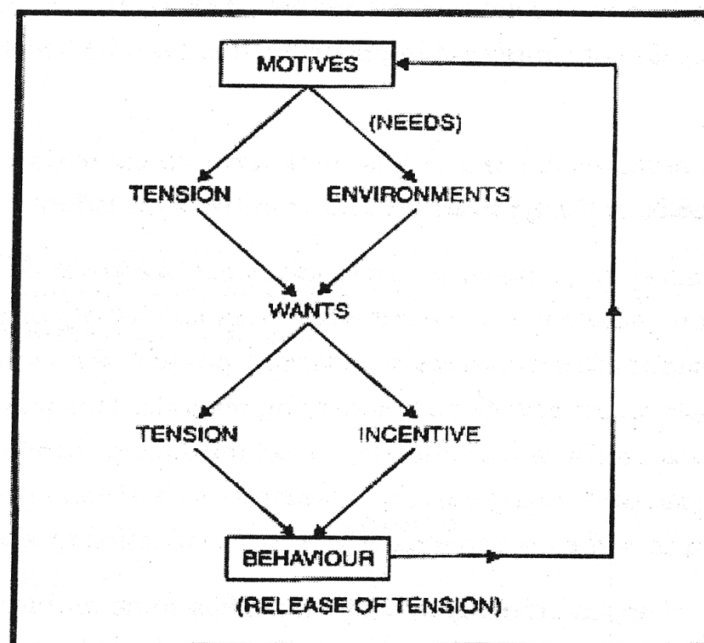 MOTIVES
(NEEDS)
TENSION ENVIRONMENTS
WANTS
TENSION INCENTIVE
BEHAVIOUR
(RELEASE OF TENSION)